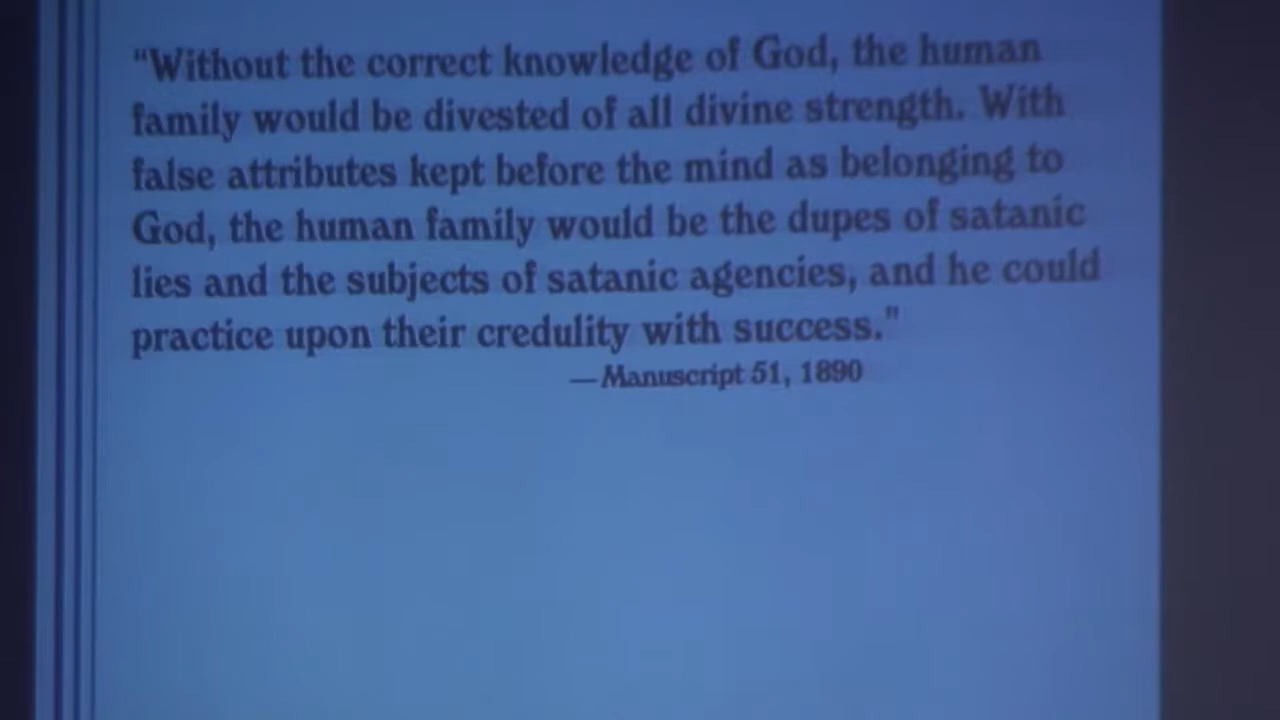 “Without the correct knowledge of God, the human
family would be divested of all divine strength. With
false attributes kept before the mind as belonging to
God, the human family would be the dupes of satanic
lies and the subjects of satanic agencies, and he could
practice upon their credulity with success."
—Manuscript 51, 1890